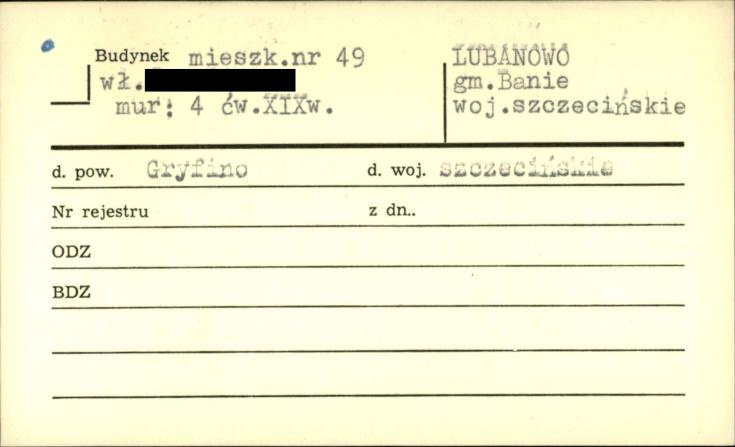 Budynek mieszk.nr 49
wł.
mur: 4 ćw.XIXw.
LUBANOWO
gm.Banie
woj.szczecińskie
d. pow. Gryfino d. woj. szczecińskie
Nr rejestru z dn..
ODZ
BDZ